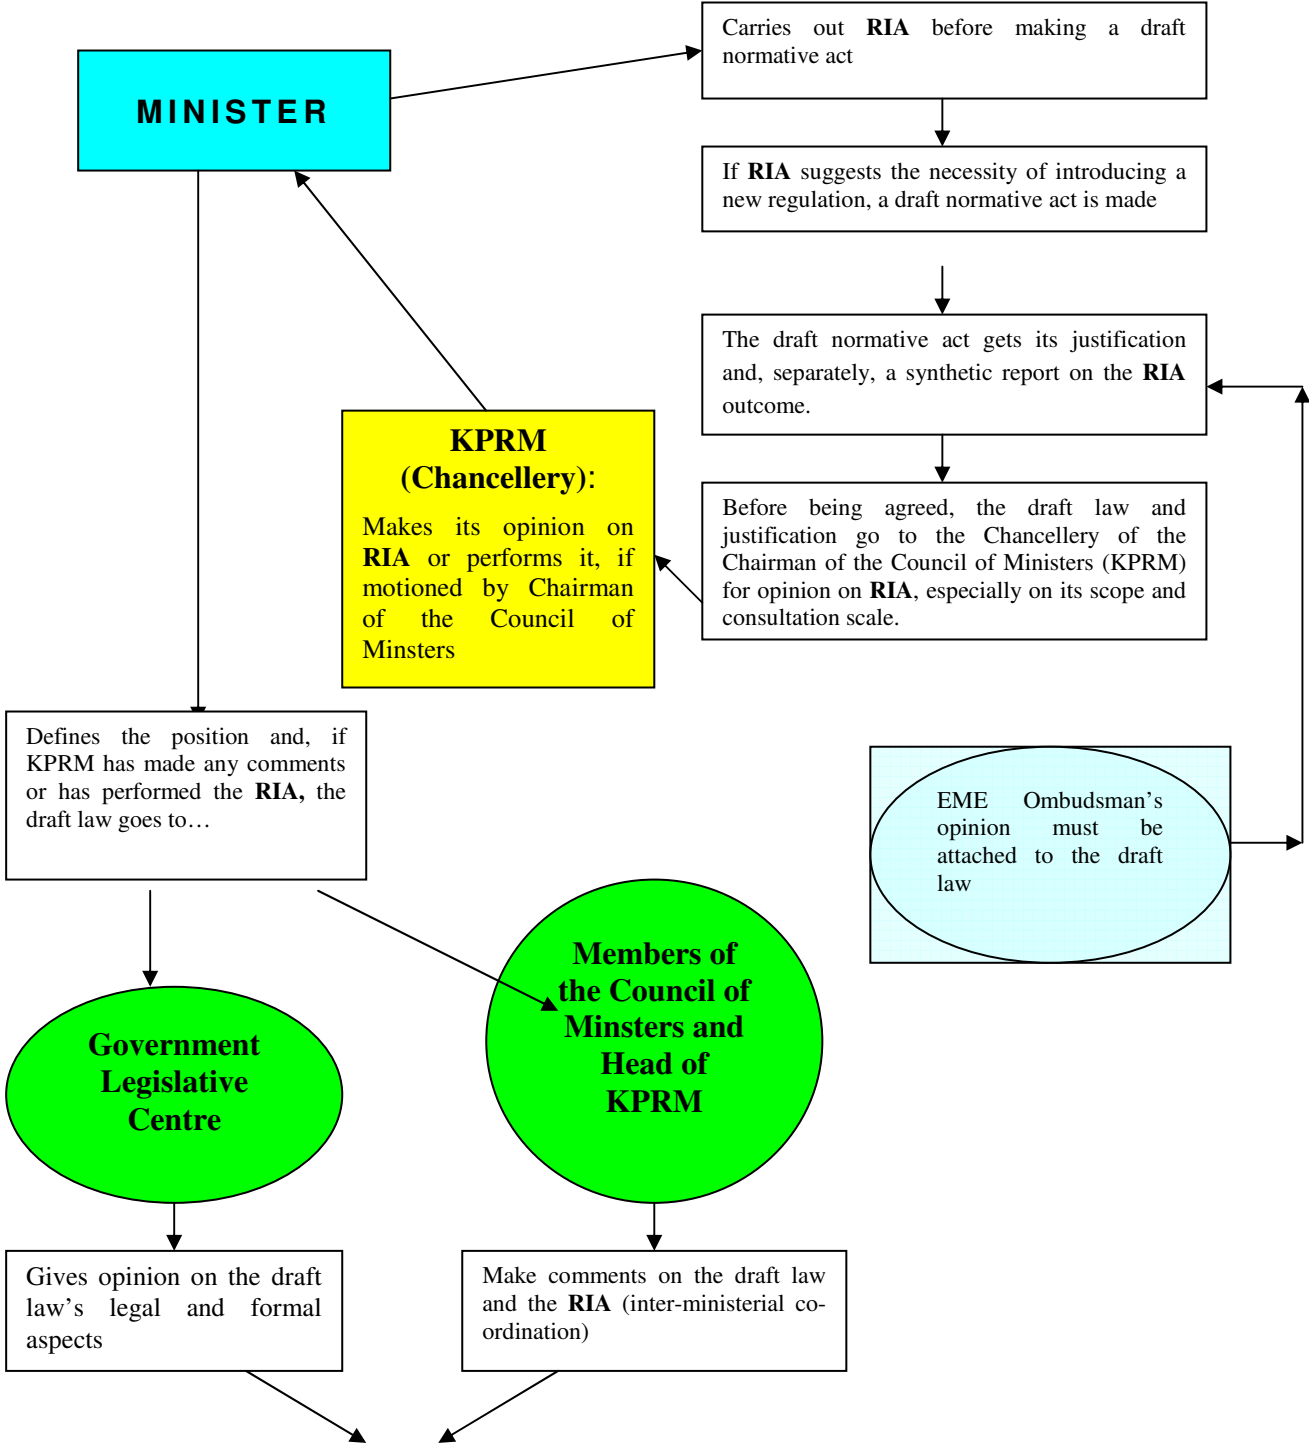 MINISTER
Carries out RIA before making a draft
normative act
If RIA suggests the necessity of introducing a
new regulation, a draft normative act is made
The draft normative act gets its justification
and, separately, a synthetic report on the RIA
outcome.
KPRM
(Chancellery):
Makes its opinion on
RIA or performs it, if
motioned by Chairman
of the Council of
Minsters
Before being agreed, the draft law and
justification go to the Chancellery of the
Chairman of the Council of Ministers (KPRM)
for opinion on RIA, especially on its scope and
consultation scale.
Defines the position and, if
KPRM has made any comments
or has performed the RIA, the
draft law goes to…
EME Ombudsman’s
opinion must be
attached to the draft
law
Government
Legislative
Centre
Members of
the Council of
Minsters and
Head of
KPRM
Gives opinion on the draft
law’s legal and formal
aspects
Make comments on the draft law
and the RIA (inter-ministerial co-
ordination)